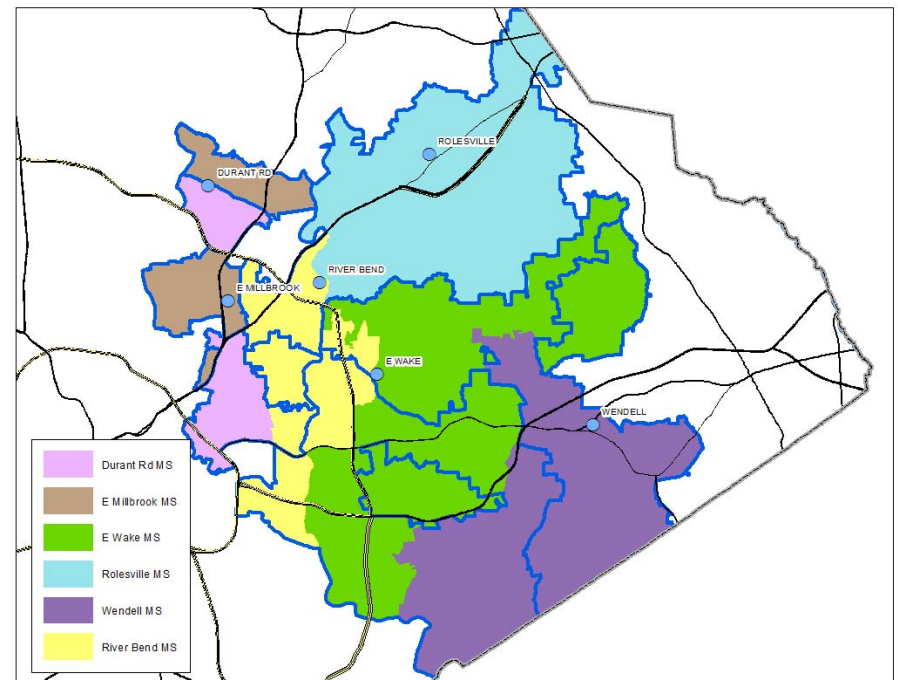 ROLESVILLE
DURANT RD
RIVER BEND
E MILLBROOK
E WAKE
WENDELL
Durant Rd MS
E Millbrook MS
E Wake MS
Rolesville MS
Wendell MS
River Bend MS